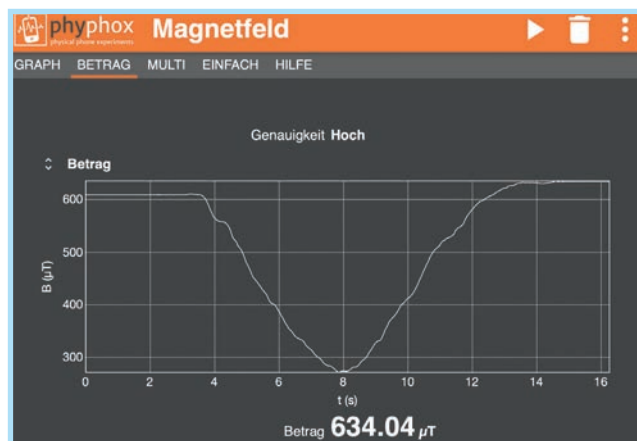 phyphox Magnetfeld
physical phone experiments
GRAPH BETRAG MULTI EINFACH HILFE
Genauigkeit Hoch
Betrag
600
500
400
300
B (µT)
0 2 4 6 8 10 12 14 16
t (s)
Betrag 634.04 µT